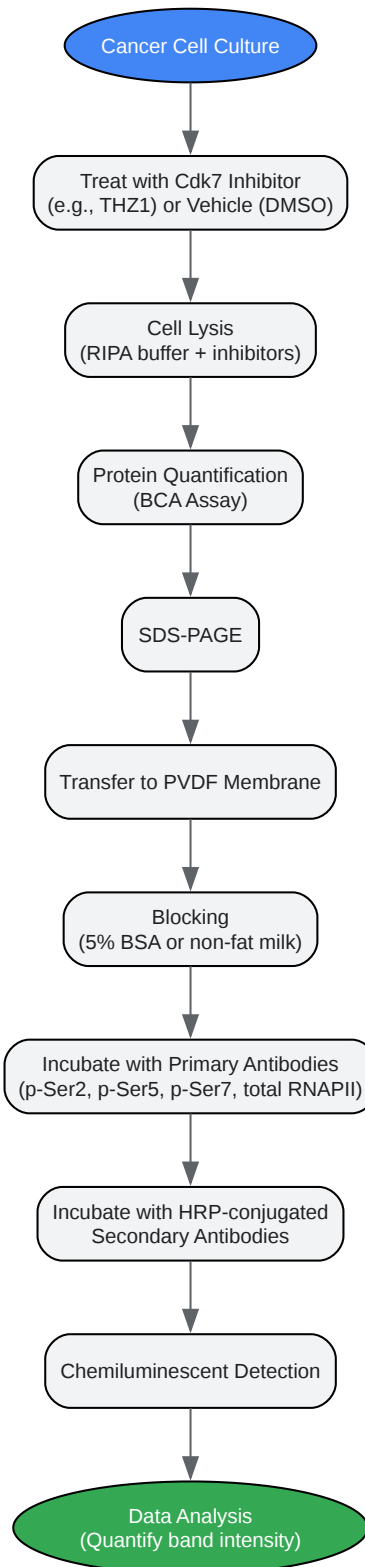 Cancer Cell Culture
Treat with Cdk7 Inhibitor
(e.g., THZ1) or Vehicle (DMSO)
Cell Lysis
(RIPA buffer + inhibitors)
Protein Quantification
(BCA Assay)
SDS-PAGE
Transfer to PVDF Membrane
Blocking
(5% BSA or non-fat milk)
Incubate with Primary Antibodies
(p-Ser2, p-Ser5, p-Ser7, total RNAPII)
Incubate with HRP-conjugated
Secondary Antibodies
Chemiluminescent Detection
Data Analysis
(Quantify band intensity)